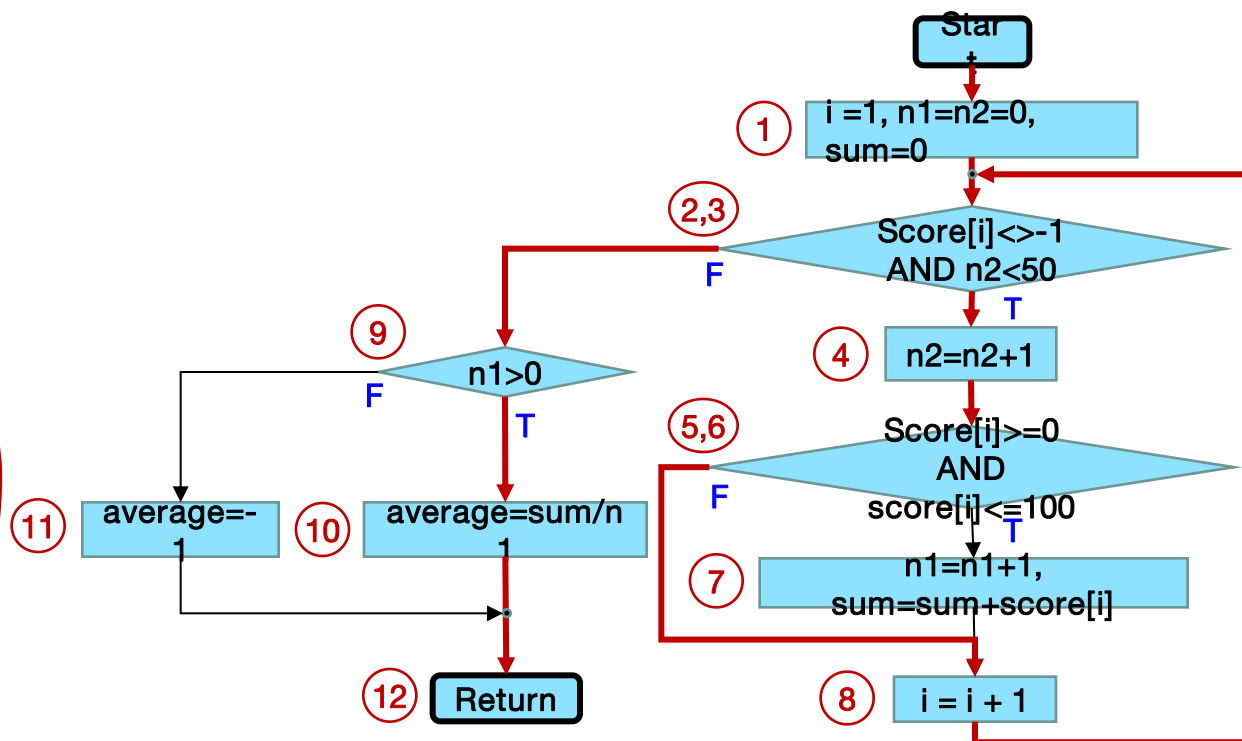 Star
t
1
i =1, n1=n2=0,
sum=0
2,3
Score[i]<>-1
AND n2<50
F
T
9
n1>0
F
T
4
n2=n2+1
5,6
Score[i]>=0
AND
score[i]<=100
F
T
11
average=-
1
10
average=sum/n
1
7
n1=n1+1,
sum=sum+score[i]
12
Return
8
i = i + 1